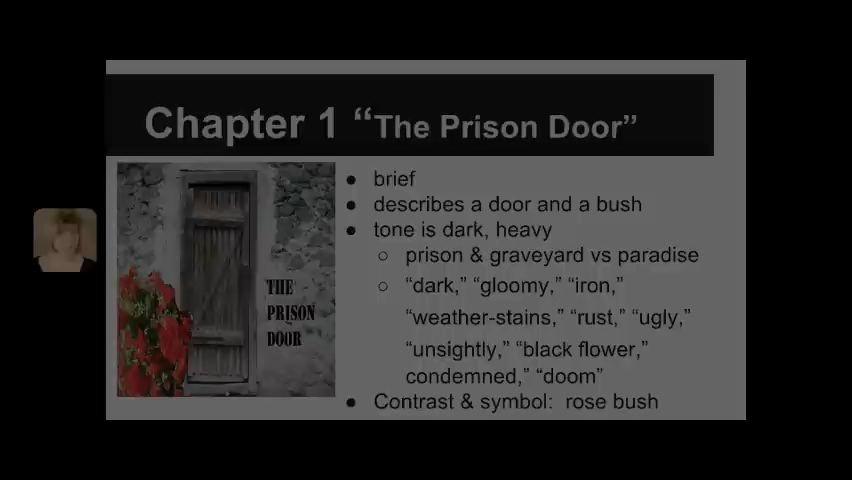 Chapter 1 “The Prison Door”
● brief
● describes a door and a bush
● tone is dark, heavy
○ prison & graveyard vs paradise
○ “dark,” “gloomy,” “iron,”
“weather-stains,” “rust,” “ugly,”
“unsightly,” “black flower,”
condemned,” “doom”
● Contrast & symbol: rose bush
THE
PRISON
DOOR